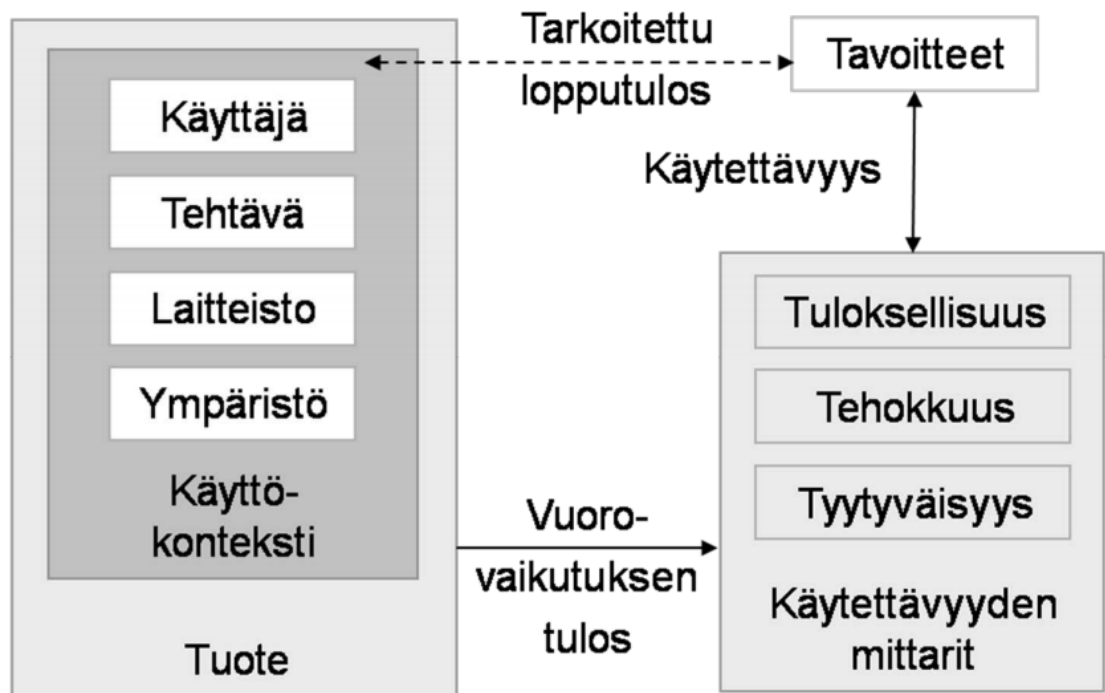 Käyttäjä
Tehtävä
Laitteisto
Ympäristö
Käyttö-
konteksti
Tuote
Tarkoitettu
lopputulos
Tavoitteet
Käytettävyys
Vuoro-
vaikutuksen
tulos
Tuloksellisuus
Tehokkuus
Tyytyväisyys
Käytettävyyden
mittarit